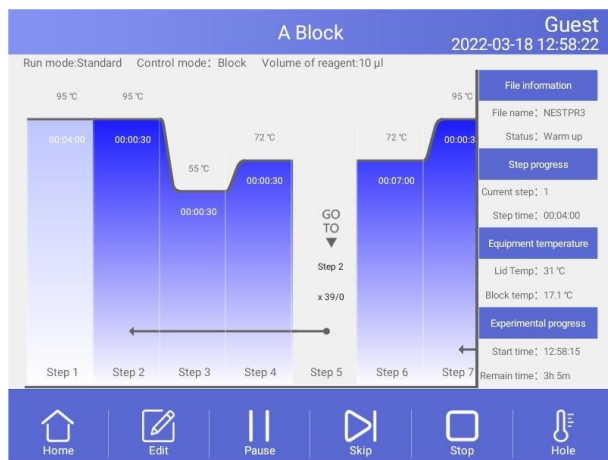 A Block
Guest
2022-03-18 12:58:22
Run mode:Standard Control mode: Block Volume of reagent:10 µl
95 ℃ 95 ℃ 95 ℃
55 ℃
72 ℃ 72 ℃
00:04:00 00:00:30 00:00:3
00:00:30
00:00:30 00:07:00
GO
TO
Step 2
x 39/0
Step 1 Step 2 Step 3 Step 4 Step 5 Step 6 Step 7
File information
File name: NESTPR3
Status: Warm up
Step progress
Current step: 1
Step time: 00:04:00
Equipment temperature
Lid Temp: 31 ℃
Block temp: 17.1 ℃
Experimental progress
Start time: 12:58:15
Remain time: 3h 5m
Home Edit Pause Skip Stop Hole